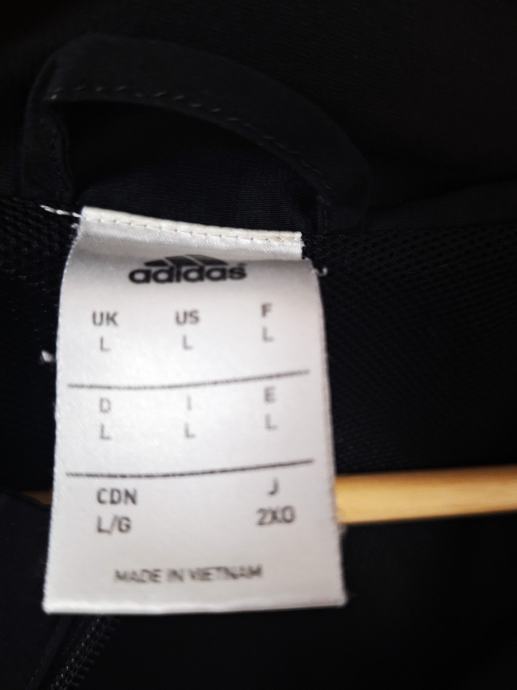 adidas
UK US F
L L L
D I E
L L L
CDN J
L/G 2XO
MADE IN VIETNAM